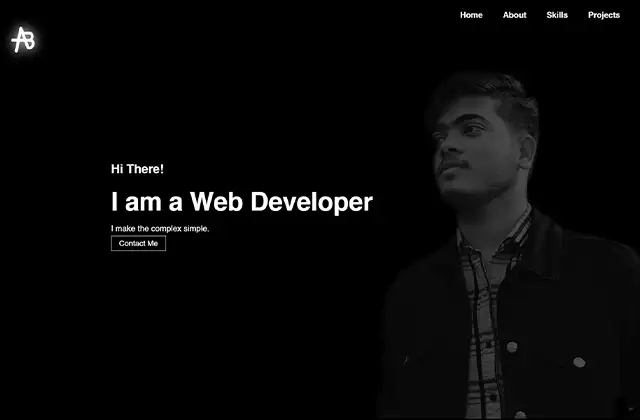 Home About Skills Projects
AB
Hi There!
I am a Web Developer
I make the complex simple.
Contact Me